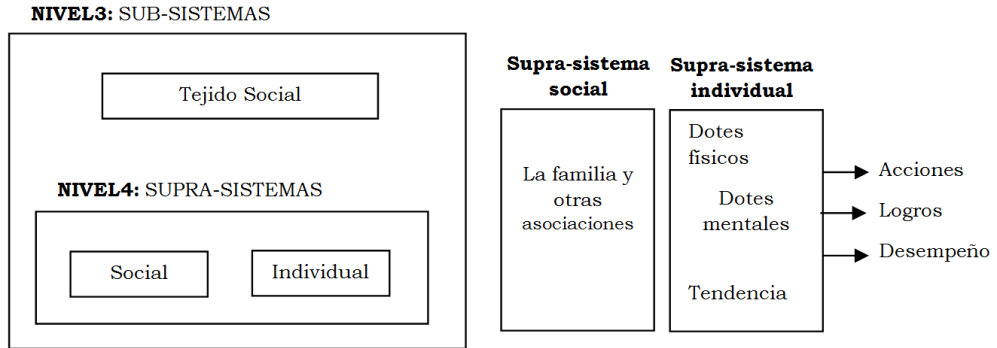 NIVEL3: SUB-SISTEMAS
Tejido Social
NIVEL4: SUPRA-SISTEMAS
Social
Individual
Supra-sistema
social
La familia y
otras
asociaciones
Supra-sistema
individual
Dotes
físicos
Dotes
mentales
Tendencia
Acciones
Logros
Desempeño